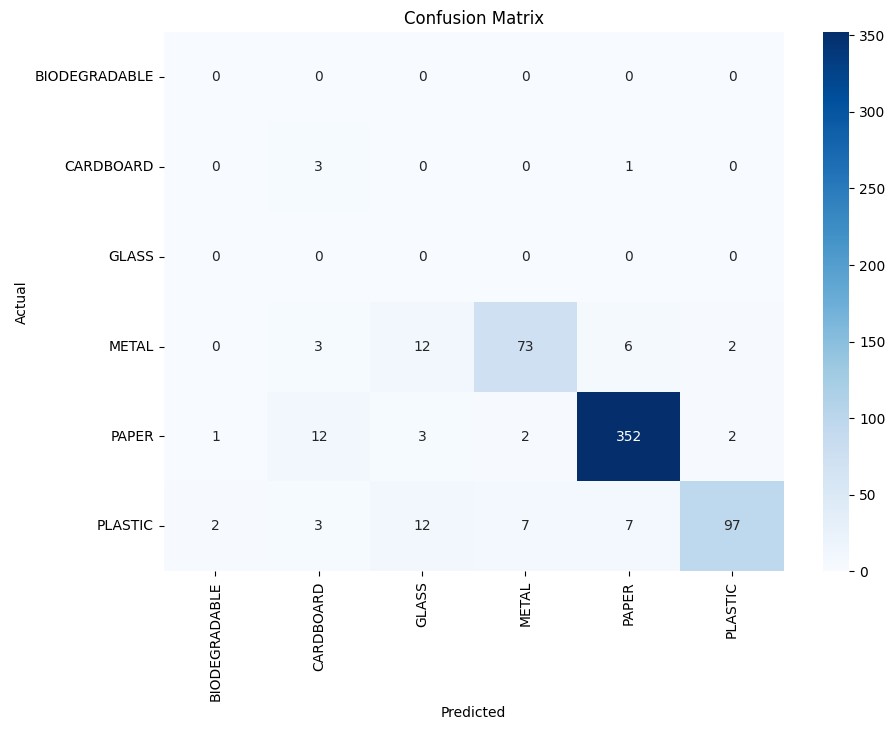 Confusion Matrix
BIODEGRADABLE 0 0 0 0 0 0
CARDBOARD 0 3 0 0 1 0
GLASS 0 0 0 0 0 0
METAL 0 3 12 73 6 2
PAPER 1 12 3 2 352 2
PLASTIC 2 3 12 7 7 97
Actual
BIODEGRADABLE
CARDBOARD
GLASS
METAL
PAPER
PLASTIC
Predicted
350
300
250
200
150
100
50
0